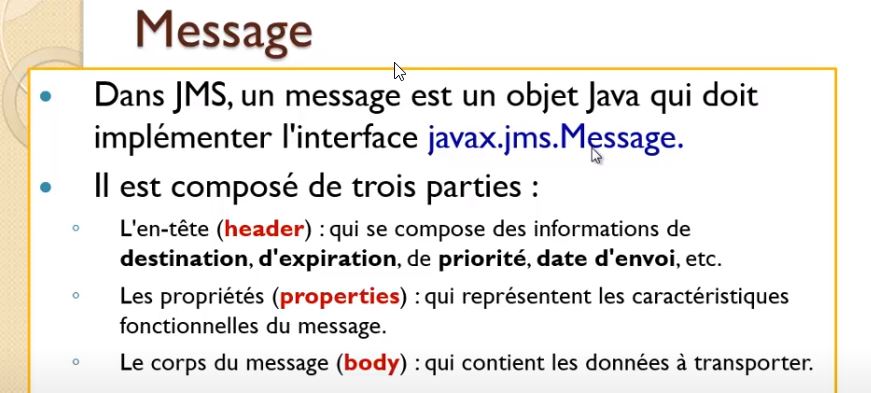 Message
• Dans JMS, un message est un objet Java qui doit
implémenter l'interface javax.jms.Message.
• Il est composé de trois parties :
◦ L'en-tête (header) : qui se compose des informations de
destination, d'expiration, de priorité, date d'envoi, etc.
◦ Les propriétés (properties) : qui représentent les caractéristiques
fonctionnelles du message.
◦ Le corps du message (body) : qui contient les données à transporter.